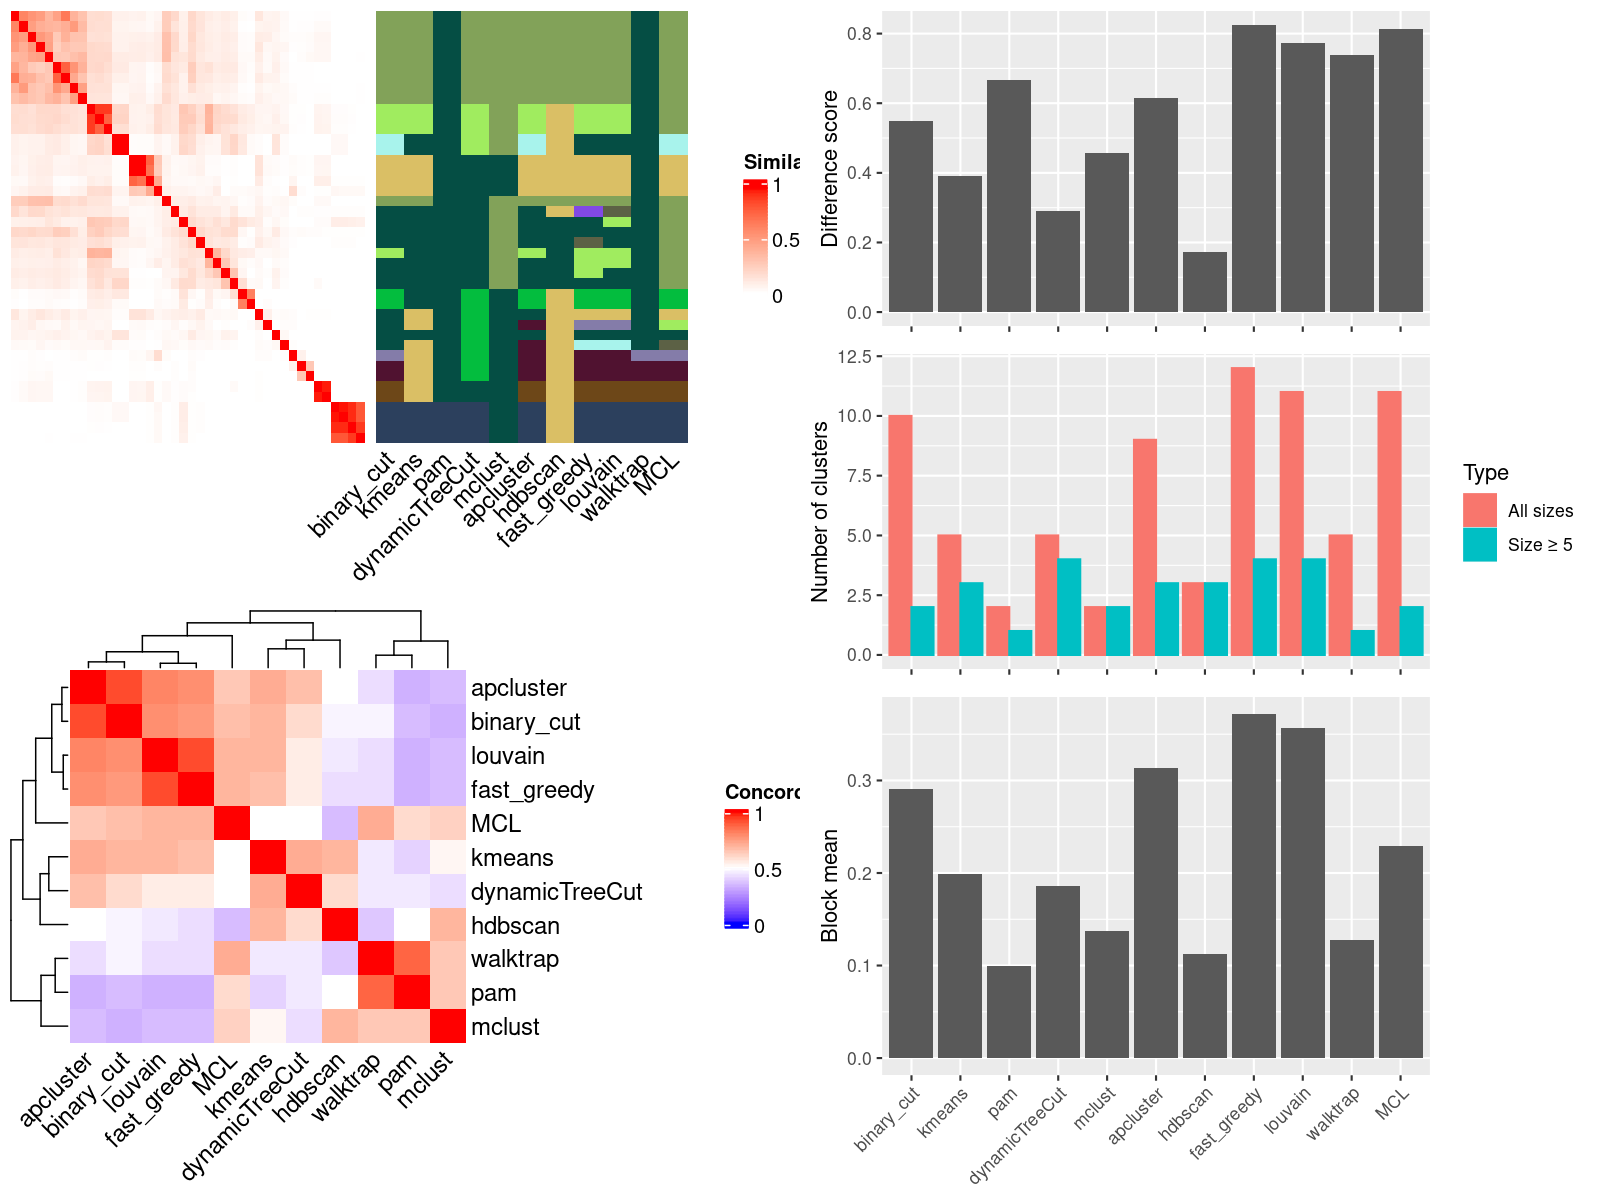 Simila
1
0.5
0
binary_cut
kmeans
pam
dynamicTreeCut
mclust
apcluster
hdbscan
fast_greedy
louvain
walktrap
MCL
apcluster
binary_cut
louvain
fast_greedy
MCL
kmeans
dynamicTreeCut
hdbscan
walktrap
pam
mclust
apcluster
binary_cut
louvain
fast_greedy
MCL
kmeans
dynamicTreeCut
hdbscan
walktrap
pam
mclust
Concord
1
0.5
0
Difference score
0.8
0.6
0.4
0.2
0.0
Number of clusters
12.5
10.0
7.5
5.0
2.5
0.0
Type
All sizes
Size ≥ 5
Block mean
0.3
0.2
0.1
0.0
binary_cut
kmeans
pam
dynamicTreeCut
mclust
apcluster
hdbscan
fast_greedy
louvain
walktrap
MCL